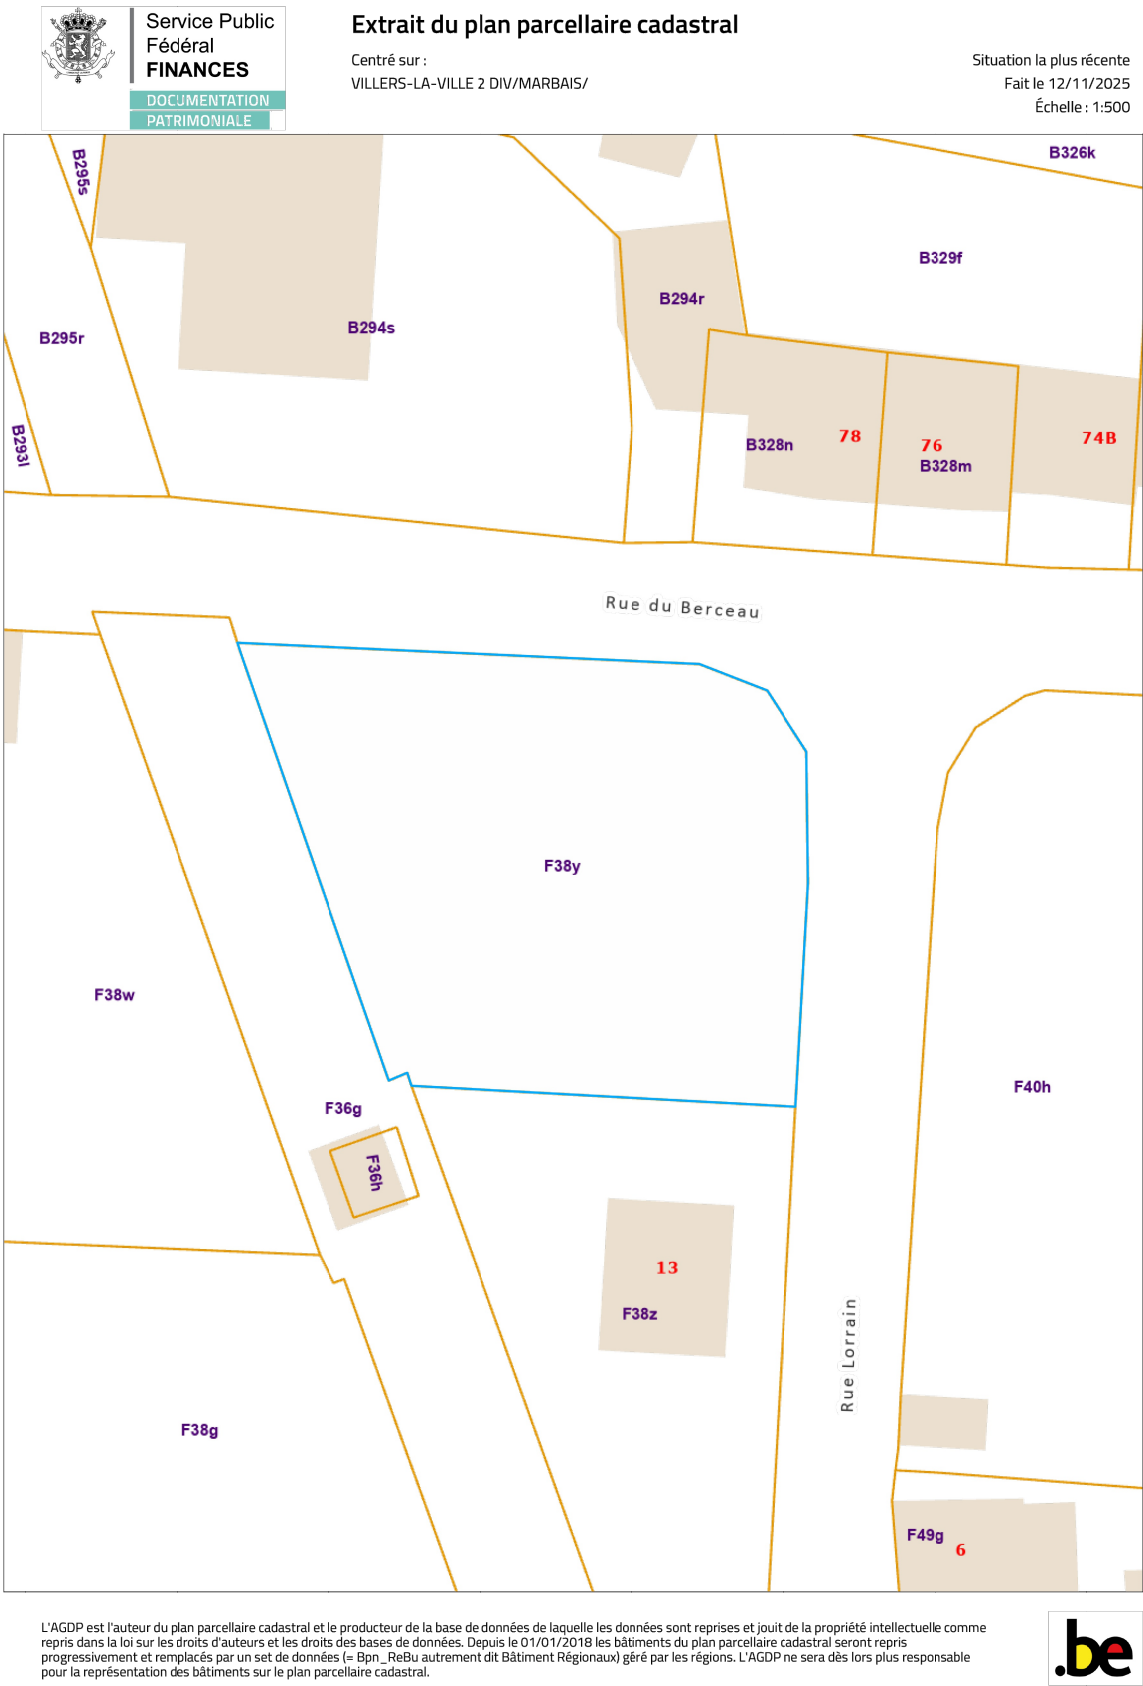 Service Public
Fédéral
FINANCES
DOCUMENTATION
PATRIMONIALE
Extrait du plan parcellaire cadastral
Centré sur :
VILLERS-LA-VILLE 2 DIV/MARBAIS/
Situation la plus récente
Fait le 12/11/2025
Échelle : 1:500
B295s
B326k
B329f
B294r
B294s
B295r
B293l
B328n
78
76
B328m
74B
Rue du Berceau
F38y
F38w
F40h
F36g
F36h
13
F38z
Rue Lorrain
F38g
F49g
6
L'AGDP est l'auteur du plan parcellaire cadastral et le producteur de la base de données de laquelle les données sont reprises et jouit de la propriété intellectuelle comme
repris dans la loi sur les droits d'auteurs et les droits des bases de données. Depuis le 01/01/2018 les bâtiments du plan parcellaire cadastral seront repris
progressivement et remplacés par un set de données (= Bpn_ReBu autrement dit Bâtiment Régionaux) géré par les régions. L'AGDP ne sera dès lors plus responsable
pour la représentation des bâtiments sur le plan parcellaire cadastral.
.be